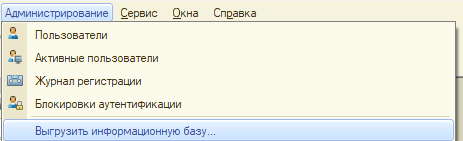 Администрирование Сервис Окна Справка
Пользователи
Активные пользователи
Журнал регистрации
Блокировки аутентификации
Выгрузить информационную базу...